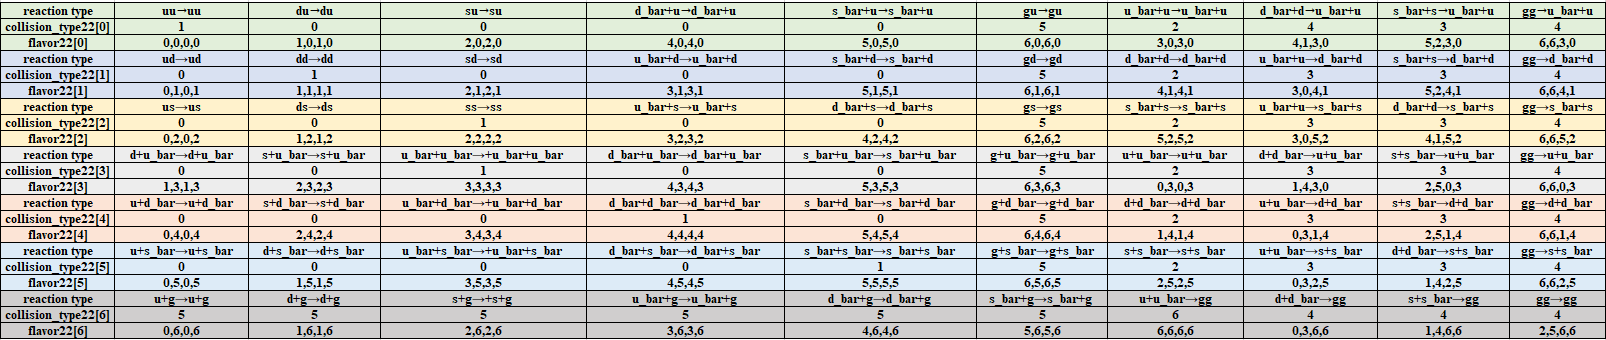 reaction type uu→uu du→du su→su d_bar+u→d_bar+u s_bar+u→s_bar+u gu→gu u_bar+u→u_bar+u d_bar+d→u_bar+u s_bar+s→u_bar+u gg→u_bar+u
collision_type22[0] 1 0 0 0 0 5 2 4 3 4
flavor22[0] 0,0,0,0 1,0,1,0 2,0,2,0 4,0,4,0 5,0,5,0 6,0,6,0 3,0,3,0 4,1,3,0 5,2,3,0 6,6,3,0
reaction type ud→ud dd→dd sd→sd u_bar+d→u_bar+d s_bar+d→s_bar+d gd→gd d_bar+d→d_bar+d u_bar+u→d_bar+d s_bar+s→d_bar+d gg→d_bar+d
collision_type22[1] 0 1 0 0 0 5 2 3 3 4
flavor22[1] 0,1,0,1 1,1,1,1 2,1,2,1 3,1,3,1 5,1,5,1 6,1,6,1 4,1,4,1 3,0,4,1 5,2,4,1 6,6,4,1
reaction type us→us ds→ds ss→ss u_bar+s→u_bar+s d_bar+s→d_bar+s gs→gs s_bar+s→s_bar+s u_bar+u→s_bar+s d_bar+d→s_bar+s gg→s_bar+s
collision_type22[2] 0 0 1 0 0 5 2 3 3 4
flavor22[2] 0,2,0,2 1,2,1,2 2,2,2,2 3,2,3,2 4,2,4,2 6,2,6,2 5,2,5,2 3,0,5,2 4,1,5,2 6,6,5,2
reaction type d+u_bar→d+u_bar s+u_bar→s+u_bar u_bar+u_bar→+u_bar+u_bar d_bar+u_bar→d_bar+u_bar s_bar+u_bar→s_bar+u_bar g+u_bar→g+u_bar u+u_bar→u+u_bar d+d_bar→u+u_bar s+s_bar→u+u_bar gg→u+u_bar
collision_type22[3] 0 0 1 0 0 5 2 3 3 4
flavor22[3] 1,3,1,3 2,3,2,3 3,3,3,3 4,3,4,3 5,3,5,3 6,3,6,3 0,3,0,3 1,4,3,0 2,5,0,3 6,6,0,3
reaction type u+d_bar→u+d_bar s+d_bar→s+d_bar u_bar+d_bar→+u_bar+d_bar d_bar+d_bar→d_bar+d_bar s_bar+d_bar→s_bar+d_bar g+d_bar→g+d_bar d+d_bar→d+d_bar u+u_bar→d+d_bar s+s_bar→d+d_bar gg→d+d_bar
collision_type22[4] 0 0 0 1 0 5 2 3 3 4
flavor22[4] 0,4,0,4 2,4,2,4 3,4,3,4 4,4,4,4 5,4,5,4 6,4,6,4 1,4,1,4 0,3,1,4 2,5,1,4 6,6,1,4
reaction type u+s_bar→u+s_bar d+s_bar→d+s_bar u_bar+s_bar→+u_bar+s_bar d_bar+s_bar→d_bar+s_bar s_bar+s_bar→s_bar+s_bar g+s_bar→g+s_bar s+s_bar→s+s_bar u+u_bar→s+s_bar d+d_bar→s+s_bar gg→s+s_bar
collision_type22[5] 0 0 0 0 1 5 2 3 3 4
flavor22[5] 0,5,0,5 1,5,1,5 3,5,3,5 4,5,4,5 5,5,5,5 6,5,6,5 2,5,2,5 0,3,2,5 1,4,2,5 6,6,2,5
reaction type u+g→u+g d+g→d+g s+g→+s+g u_bar+g→u_bar+g d_bar+g→d_bar+g s_bar+g→s_bar+g u+u_bar→gg d+d_bar→gg s+s_bar→gg gg→gg
collision_type22[6] 5 5 5 5 5 5 6 4 4 4
flavor22[6] 0,6,0,6 1,6,1,6 2,6,2,6 3,6,3,6 4,6,4,6 5,6,5,6 6,6,6,6 0,3,6,6 1,4,6,6 2,5,6,6